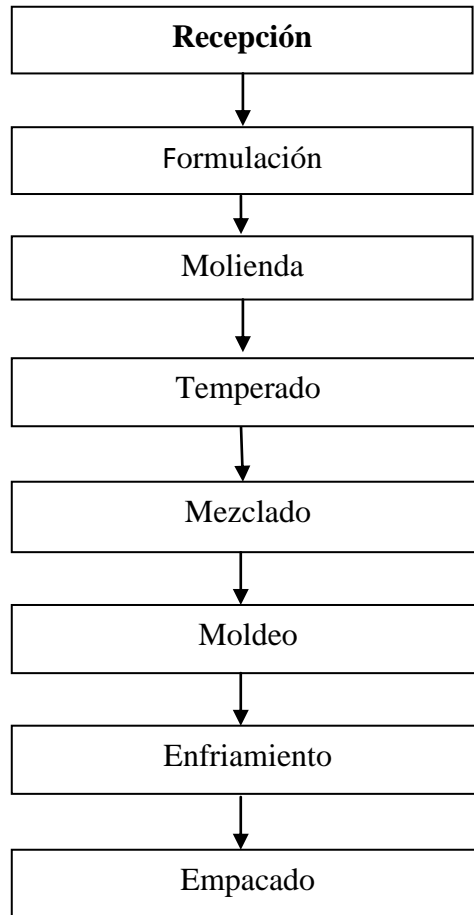 Recepción
Formulación
Molienda
Temperado
Mezclado
Moldeo
Enfriamiento
Empacado